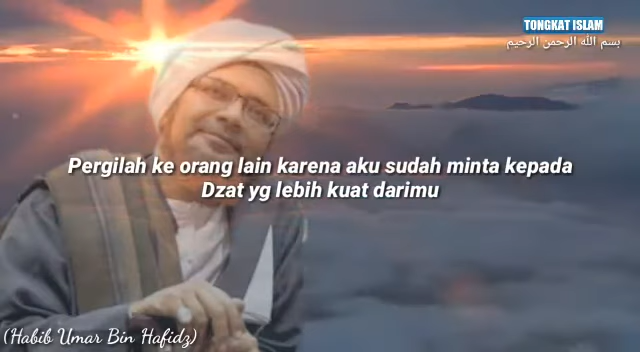 TONGKAT ISLAM
بسم الله الرحمن الرحيم
Pergilah ke orang lain karena aku sudah minta kepada
Dzat yg lebih kuat darimu
(Habib Umar Bin Hafidz)